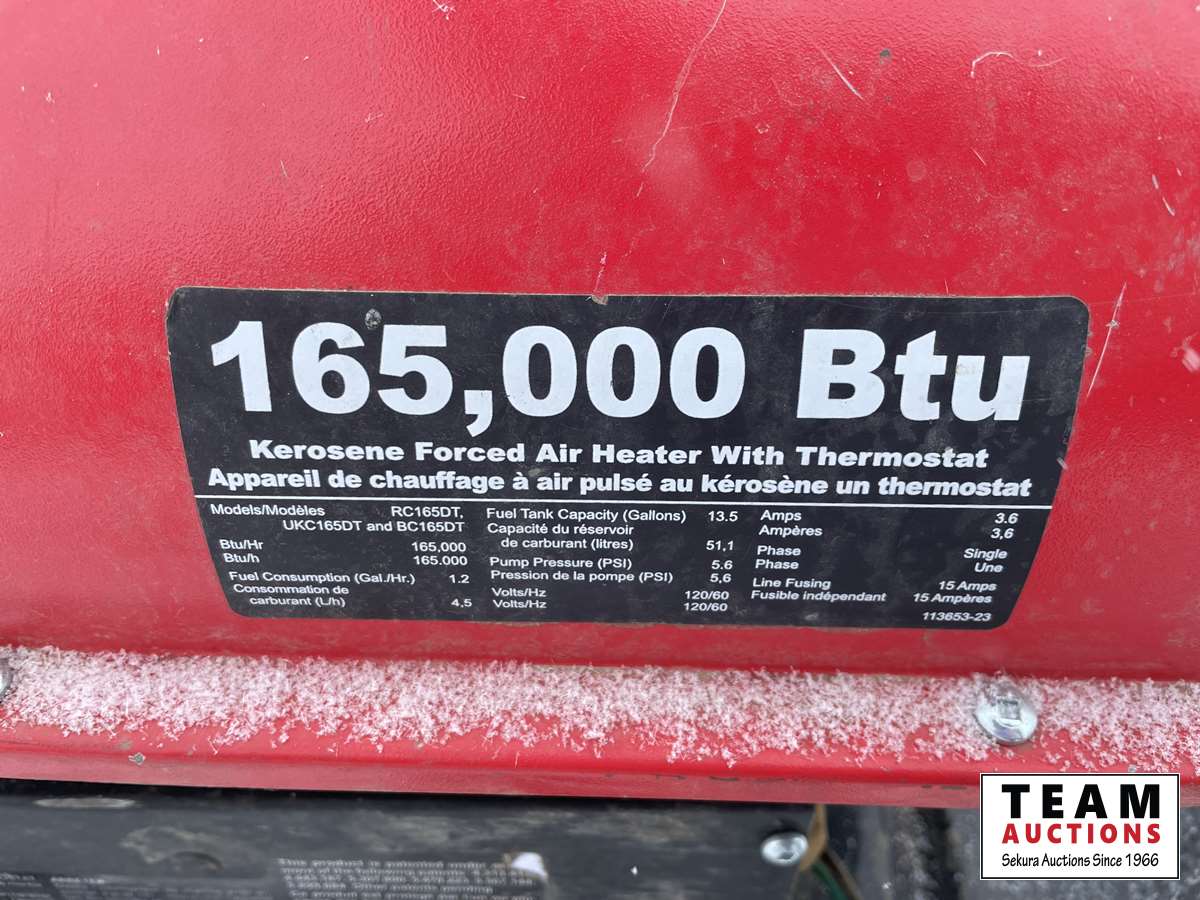 165,000 Btu
Kerosene Forced Air Heater With Thermostat
Appareil de chauffage à air pulsé au kérosène un thermostat
Models/Modèles RC165DT,
UKC165DT and BC165DT
Btu/Hr 165,000
Btu/h 165.000
Fuel Consumption (Gal./Hr.) 1.2
Consommation de
carburant (L/h) 4,5
Fuel Tank Capacity (Gallons) 13.5
Capacité du réservoir
de carburant (litres) 51,1
Pump Pressure (PSI) 5.6
Pression de la pompe (PSI) 5,6
Volts/Hz 120/60
Volts/Hz 120/60
Amps 3.6
Ampères 3,6
Phase Single
Phase Une
Line Fusing 15 Amps
Fusible indépendant 15 Ampères
113653-23
This product is patented under
TEAM
AUCTIONS
Sekura Auctions Since 1966